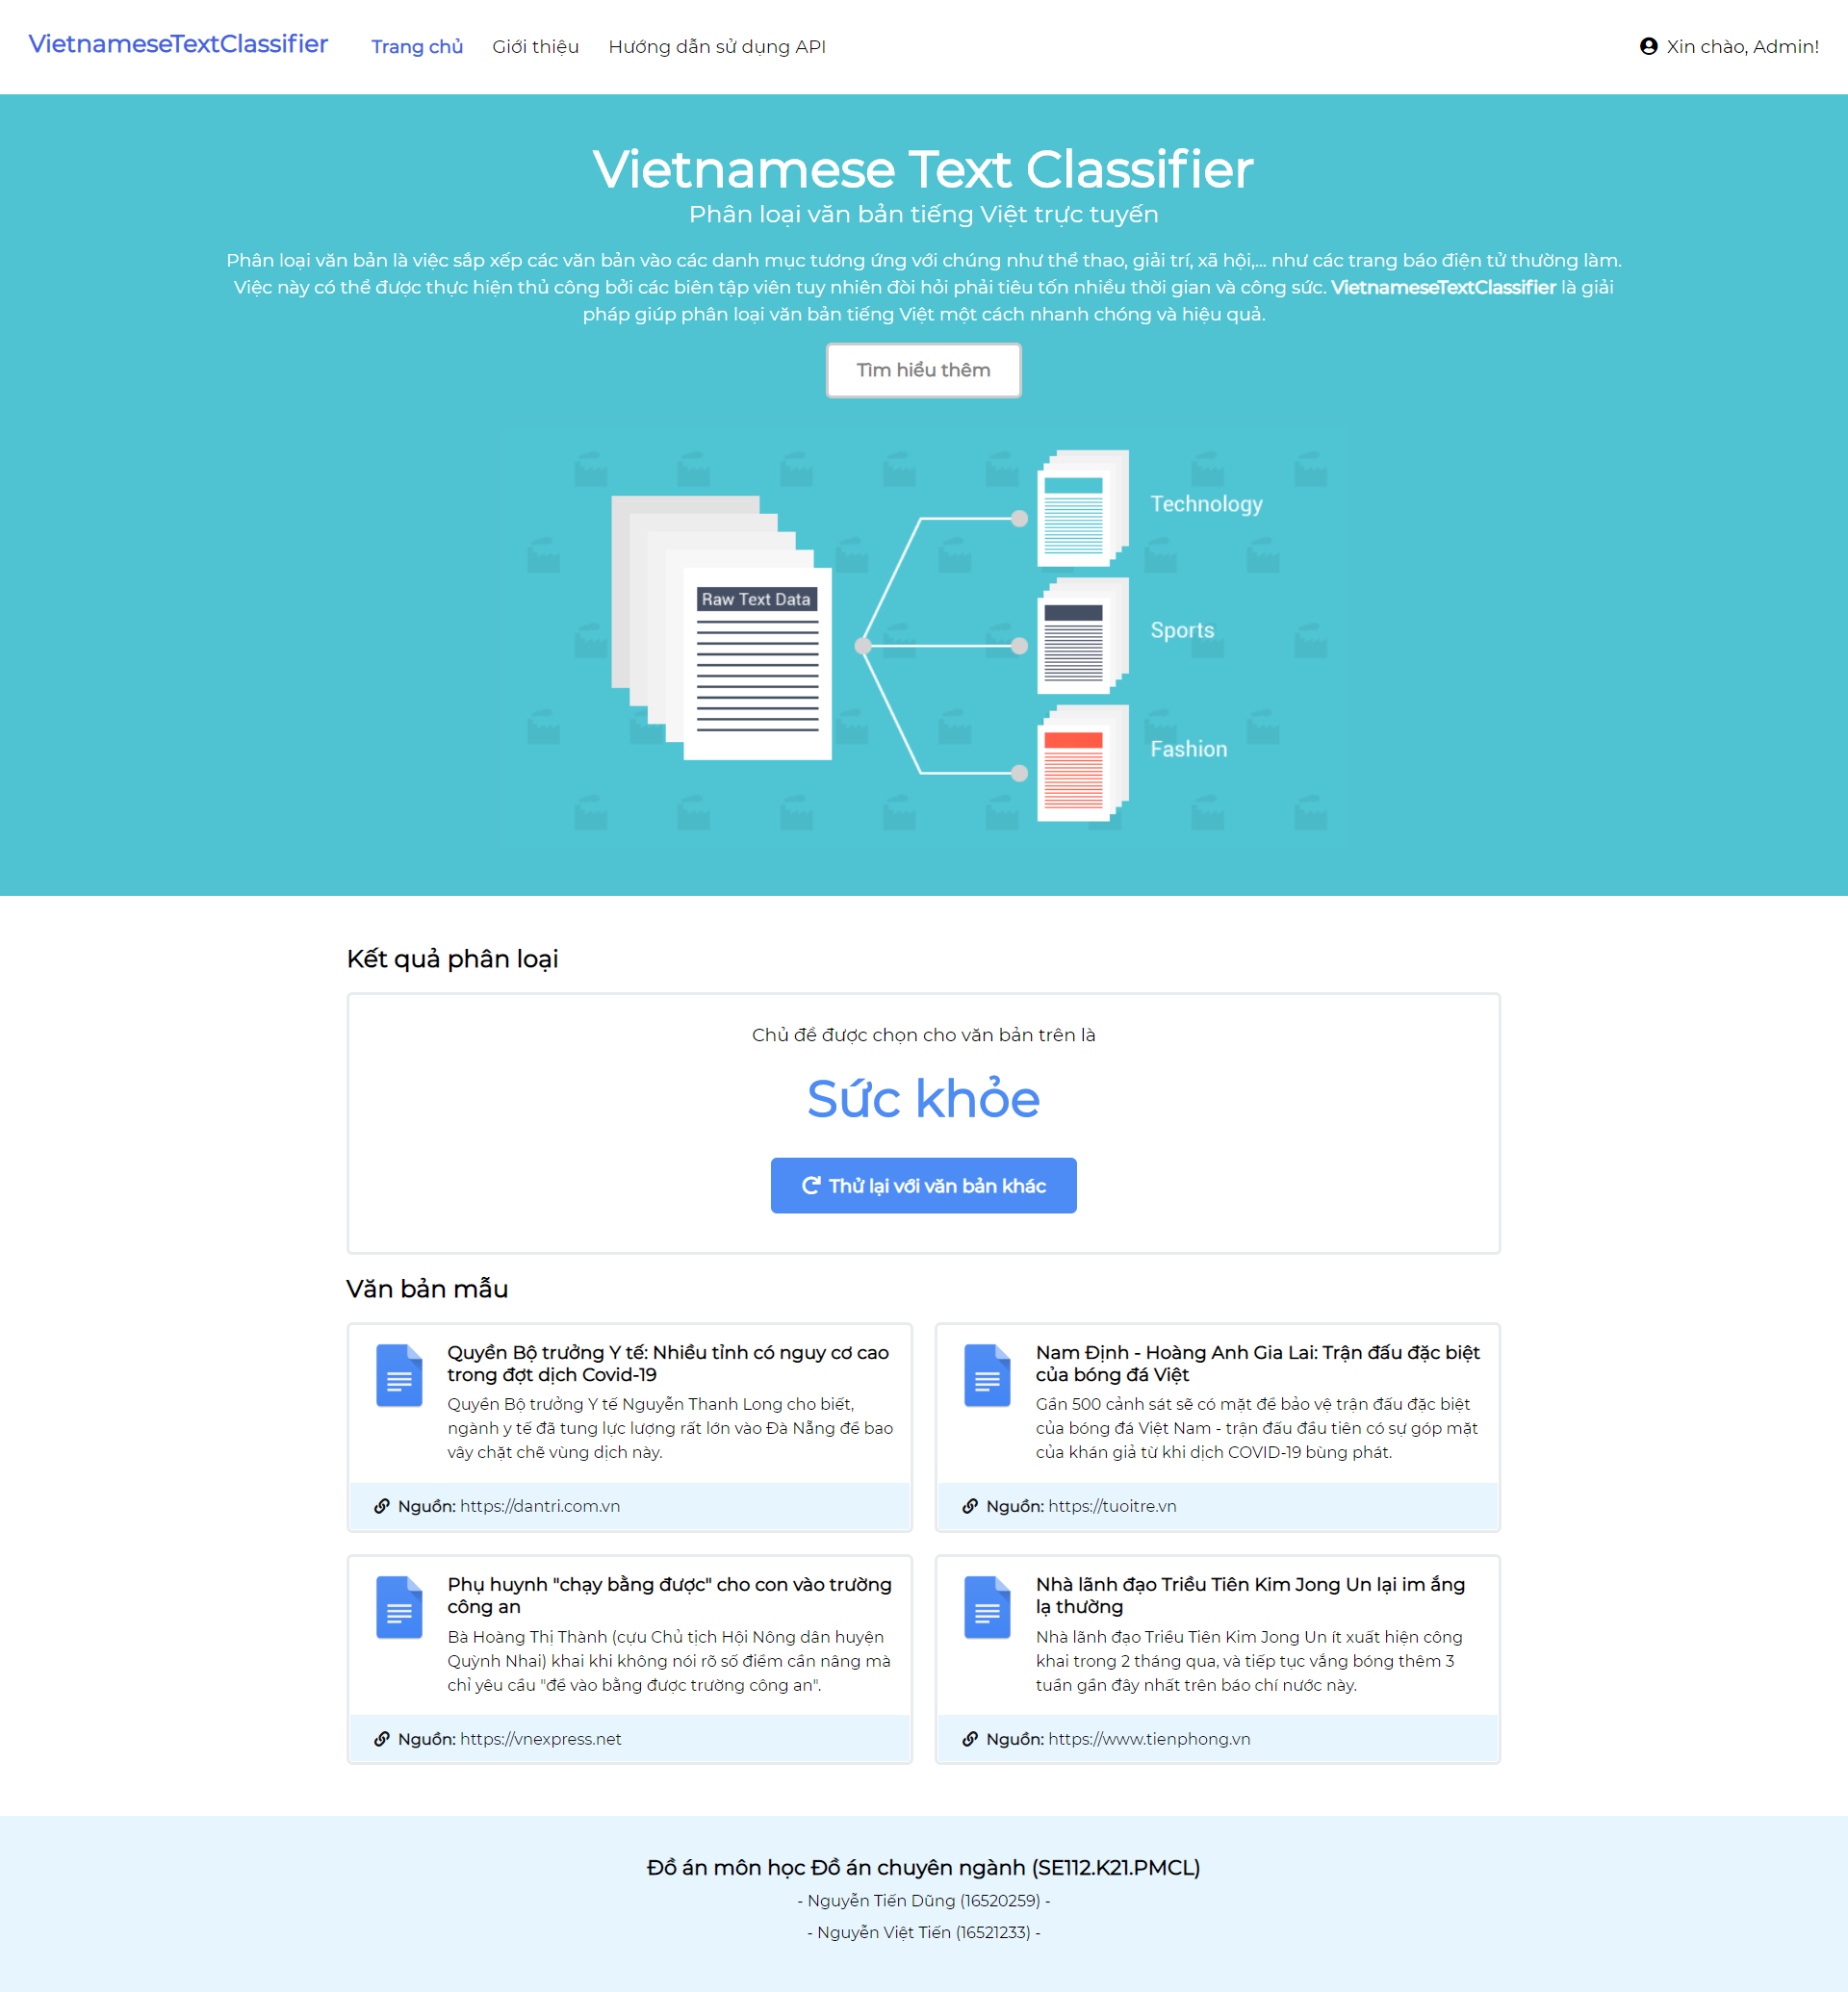 VietnameseTextClassifier
Trang chủ
Giới thiệu
Hướng dẫn sử dụng API
Xin chào, Admin!
Vietnamese Text Classifier
Phân loại văn bản tiếng Việt trực tuyến
Phân loại văn bản là việc sắp xếp các văn bản vào các danh mục tương ứng với chúng như thể thao, giải trí, xã hội,... như các trang báo điện tử thường làm.
Việc này có thể được thực hiện thủ công bởi các biên tập viên tuy nhiên đòi hỏi phải tiêu tốn nhiều thời gian và công sức. VietnameseTextClassifier là giải
pháp giúp phân loại văn bản tiếng Việt một cách nhanh chóng và hiệu quả.
Tìm hiểu thêm
Raw Text Data
Technology
Sports
Fashion
Kết quả phân loại
Chủ đề được chọn cho văn bản trên là
Sức khỏe
Thử lại với văn bản khác
Văn bản mẫu
Quyền Bộ trưởng Y tế: Nhiều tỉnh có nguy cơ cao
trong đợt dịch Covid-19
Quyền Bộ trưởng Y tế Nguyễn Thanh Long cho biết,
ngành y tế đã tung lực lượng rất lớn vào Đà Nẵng để bao
vây chặt chẽ vùng dịch này.
Nguồn: https://dantri.com.vn
Nam Định - Hoàng Anh Gia Lai: Trận đấu đặc biệt
của bóng đá Việt
Gần 500 cảnh sát sẽ có mặt để bảo vệ trận đấu đặc biệt
của bóng đá Việt Nam - trận đấu đầu tiên có sự góp mặt
của khán giả từ khi dịch COVID-19 bùng phát.
Nguồn: https://tuoitre.vn
Phụ huynh "chạy bằng được" cho con vào trường
công an
Bà Hoàng Thị Thành (cựu Chủ tịch Hội Nông dân huyện
Quỳnh Nhai) khai khi không nói rõ số điểm cần nâng mà
chỉ yêu cầu "để vào bằng được trường công an".
Nguồn: https://vnexpress.net
Nhà lãnh đạo Triều Tiên Kim Jong Un lại im ắng
lạ thường
Nhà lãnh đạo Triều Tiên Kim Jong Un ít xuất hiện công
khai trong 2 tháng qua, và tiếp tục vắng bóng thêm 3
tuần gần đây nhất trên báo chí nước này.
Nguồn: https://www.tienphong.vn
Đồ án môn học Đồ án chuyên ngành (SE112.K21.PMCL)
- Nguyễn Tiến Dũng (16520259) -
- Nguyễn Việt Tiến (16521233) -